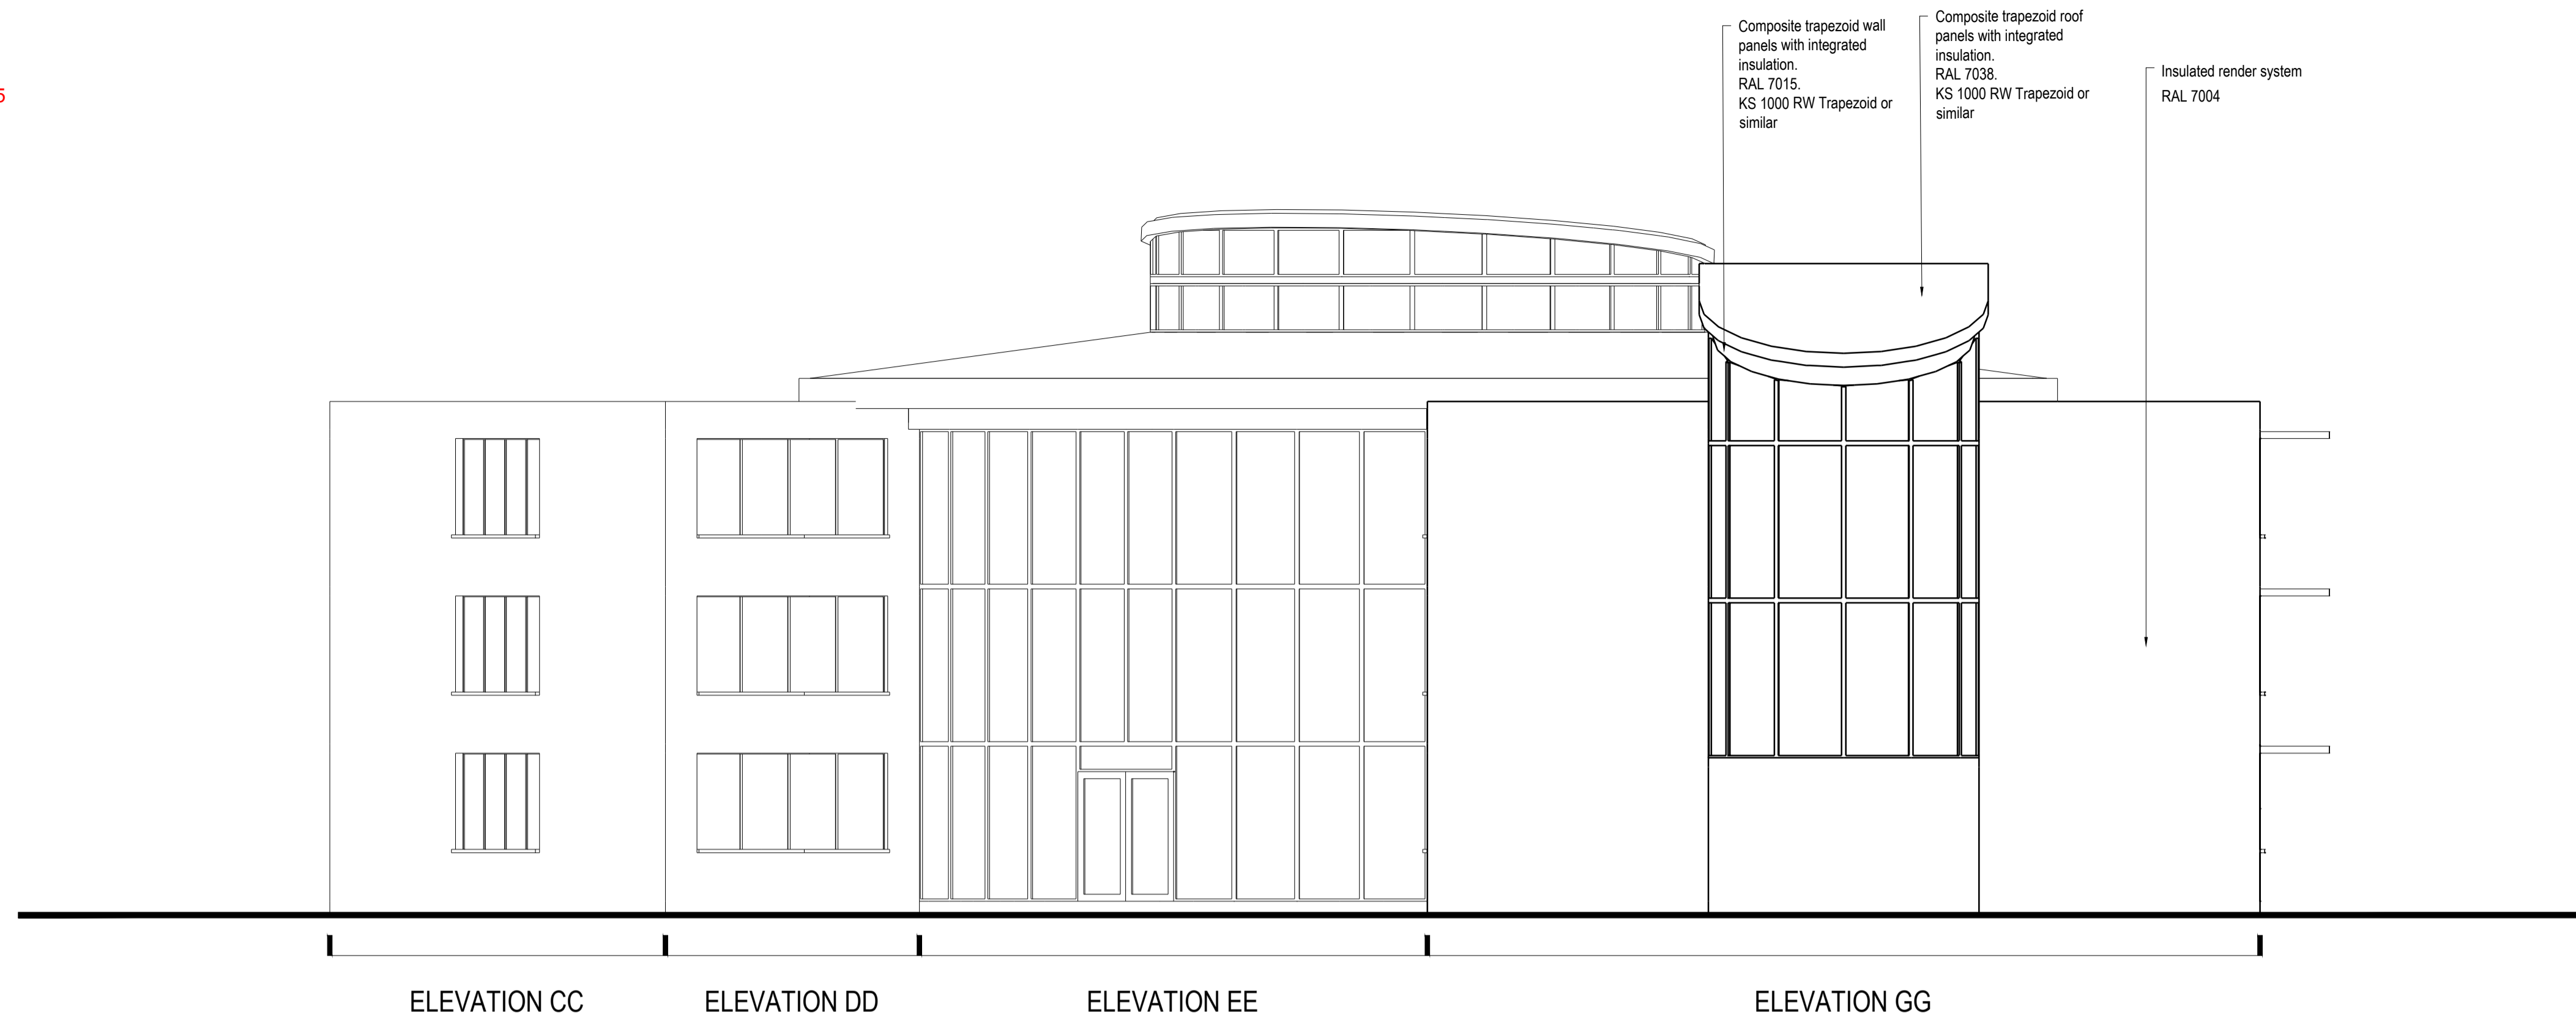 Composite trapezoid wall
panels with integrated
insulation.
RAL 7015.
KS 1000 RW Trapezoid or
similar
Composite trapezoid roof
panels with integrated
insulation.
RAL 7038.
KS 1000 RW Trapezoid or
similar
Insulated render system
RAL 7004
5
ELEVATION CC
ELEVATION DD
ELEVATION EE
ELEVATION GG